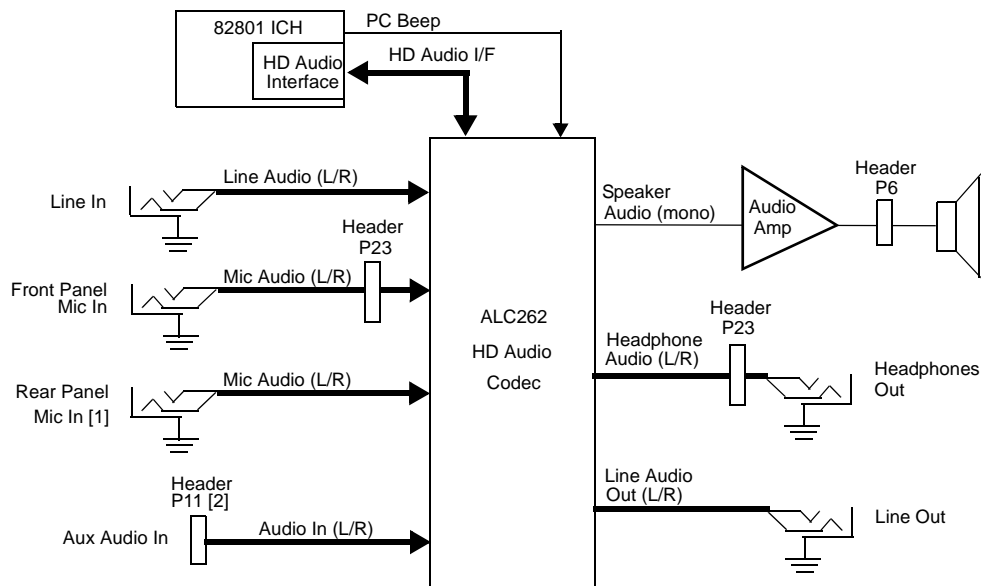 82801 ICH
PC Beep
HD Audio
Interface
HD Audio I/F
Line In
Line Audio (L/R)
Header
P23
Front Panel
Mic In
Mic Audio (L/R)
Rear Panel
Mic In [1]
Mic Audio (L/R)
Header
P11 [2]
Aux Audio In
Audio In (L/R)
ALC262
HD Audio
Codec
Speaker
Audio (mono)
Audio
Amp
Header
P6
Headphone
Audio (L/R)
Header
P23
Headphones
Out
Line Audio
Out (L/R)
Line Out